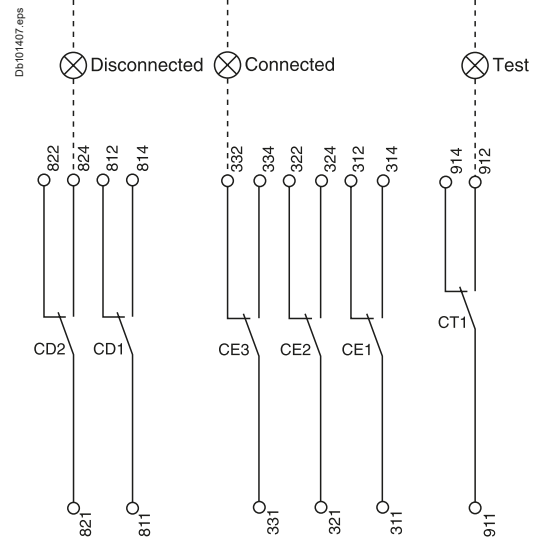 Db101407.eps
Disconnected Connected Test
822 824 812 814 332 334 322 324 312 314 914 912
CD2 CD1 CE3 CE2 CE1 CT1
821 811 331 321 311 911